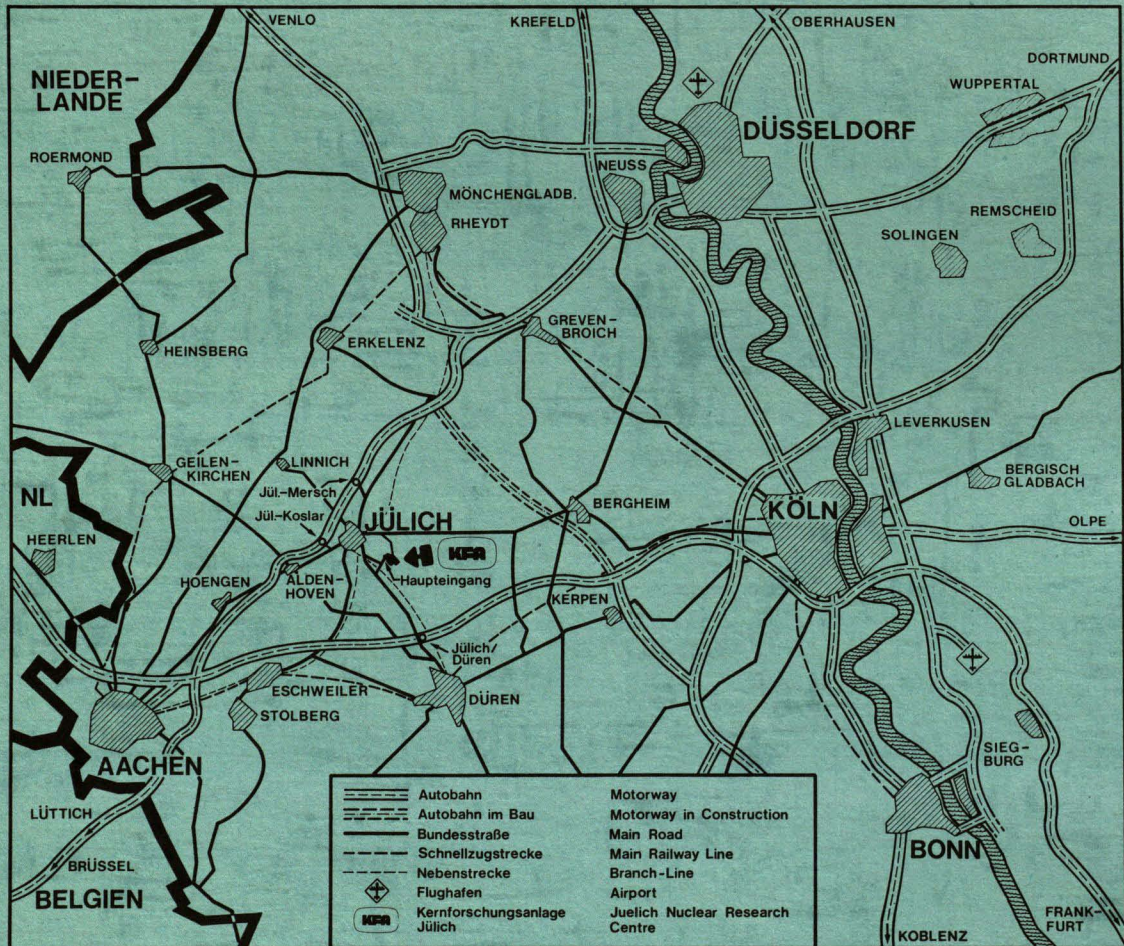 VENLO
KREFELD
OBERHAUSEN
DORTMUND
WUPPERTAL
NIEDER-
LANDE
DÜSSELDORF
ROERMOND
NEUSS
MÖNCHENGLADB.
RHEYDT
REMSCHEID
SOLINGEN
GREVEN-
BROICH
ERKELENZ
HEINSBERG
LEVERKUSEN
GEILEN-
KIRCHEN
LINNICH
BERGISCH
GLADBACH
NL
Jül.-Mersch
BERGHEIM
KÖLN
Jül.-Koslar
JÜLICH
OLPE
HEERLEN
KFA
Haupteingang
HOENGEN
ALDEN-
HOVEN
KERPEN
Jülich/
Düren
ESCHWEILER
DÜREN
STOLBERG
AACHEN
SIEG-
BURG
LÜTTICH
BONN
BRÜSSEL
BELGIEN
FRANK-
FURT
KOBLENZ
Autobahn Motorway
Autobahn im Bau Motorway in Construction
Bundesstraße Main Road
Schnellzugstrecke Main Railway Line
Nebenstrecke Branch-Line
Flughafen Airport
KFA Kernforschungsanlage Juelich Nuclear Research
Jülich Centre